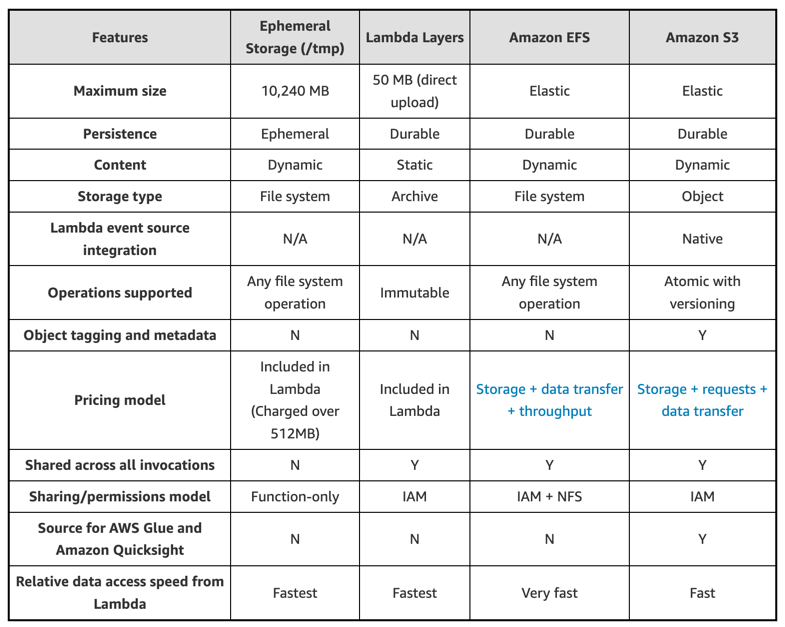 Features
Ephemeral
Storage (/tmp)
Lambda Layers
Amazon EFS
Amazon S3
Maximum size
10,240 MB
50 MB (direct
upload)
Elastic
Elastic
Persistence
Ephemeral
Durable
Durable
Durable
Content
Dynamic
Static
Dynamic
Dynamic
Storage type
File system
Archive
File system
Object
Lambda event source
integration
N/A
N/A
N/A
Native
Operations supported
Any file system
operation
Immutable
Any file system
operation
Atomic with
versioning
Object tagging and metadata
N
N
N
Y
Pricing model
Included in
Lambda
(Charged over
512MB)
Included in
Lambda
Storage + data transfer
+ throughput
Storage + requests +
data transfer
Shared across all invocations
N
Y
Y
Y
Sharing/permissions model
Function-only
IAM
IAM + NFS
IAM
Source for AWS Glue and
Amazon Quicksight
N
N
N
Y
Relative data access speed from
Lambda
Fastest
Fastest
Very fast
Fast